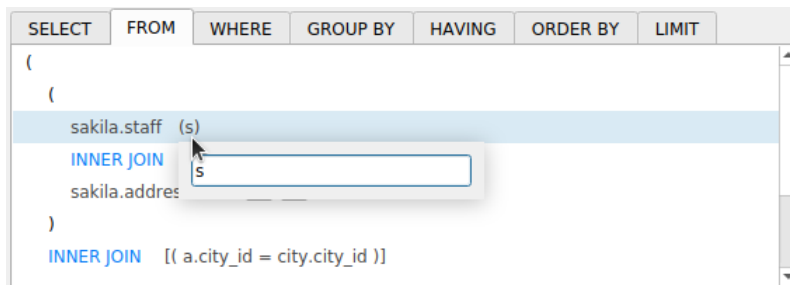 SELECT FROM WHERE GROUP BY HAVING ORDER BY LIMIT
(
(
sakila.staff (s)
INNER JOIN
s
sakila.addres
)
INNER JOIN [( a.city_id = city.city_id )]